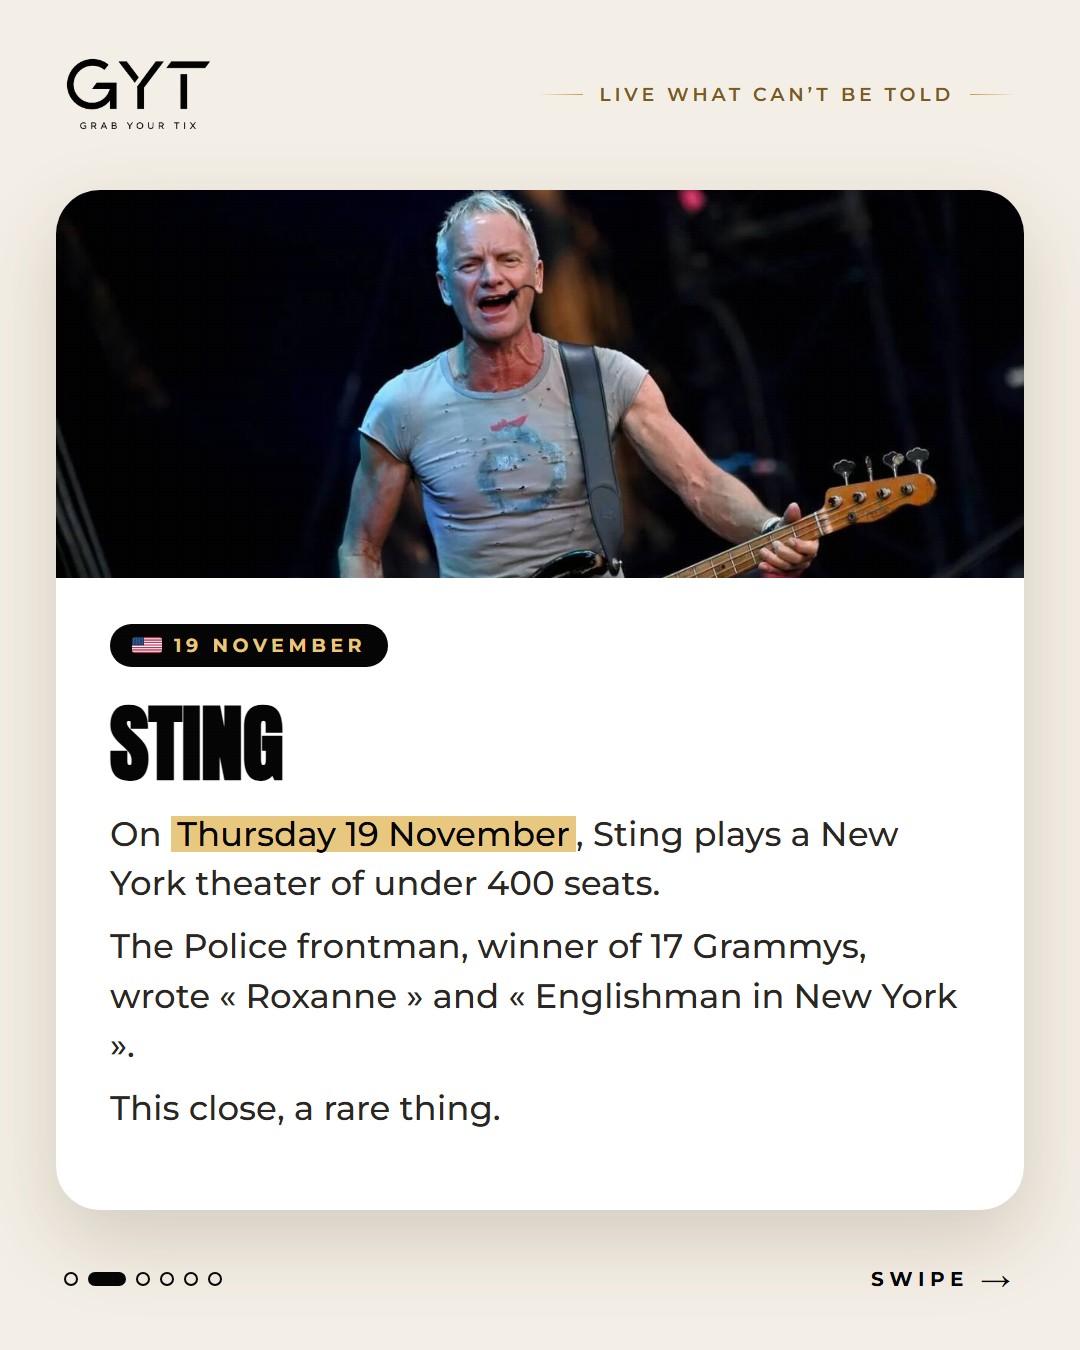 GYT
GRAB YOUR TIX
LIVE WHAT CAN’T BE TOLD
19 NOVEMBER
STING
On Thursday 19 November, Sting plays a New
York theater of under 400 seats.
The Police frontman, winner of 17 Grammys,
wrote « Roxanne » and « Englishman in New York
».
This close, a rare thing.
SWIPE →